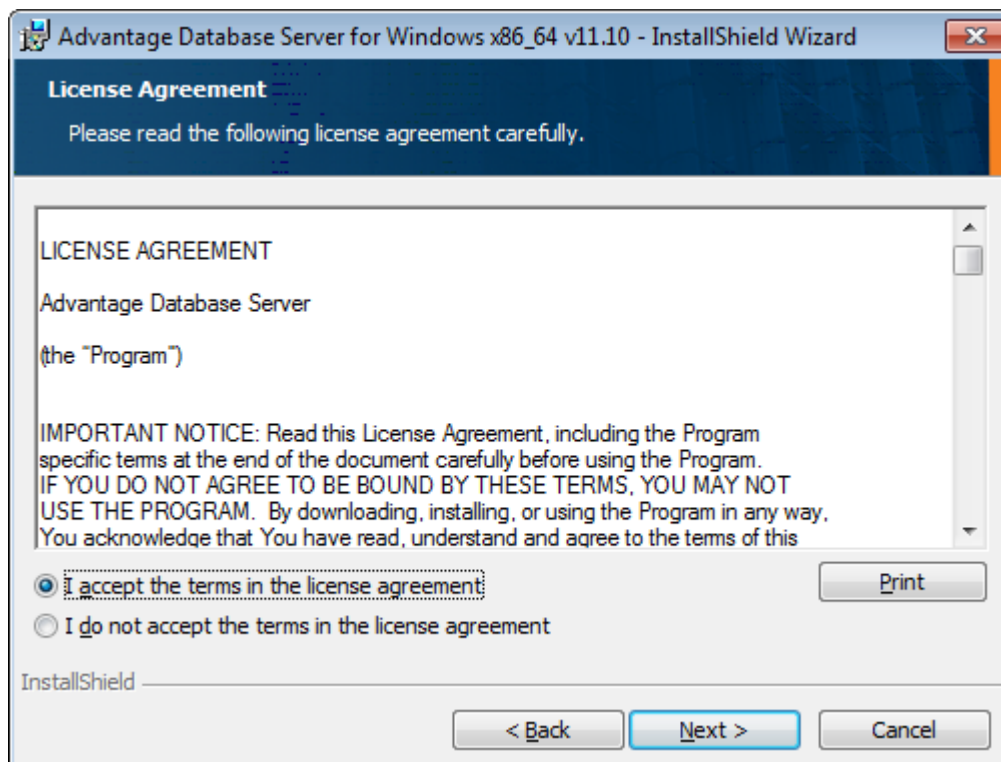 Advantage Database Server for Windows x86_64 v11.10 - InstallShield Wizard
License Agreement
Please read the following license agreement carefully.
LICENSE AGREEMENT
Advantage Database Server
(the "Program")
IMPORTANT NOTICE: Read this License Agreement, including the Program
specific terms at the end of the document carefully before using the Program.
IF YOU DO NOT AGREE TO BE BOUND BY THESE TERMS, YOU MAY NOT
USE THE PROGRAM.  By downloading, installing, or using the Program in any way,
You acknowledge that You have read, understand and agree to the terms of this
I accept the terms in the license agreement
Print
I do not accept the terms in the license agreement
InstallShield
< Back
Next >
Cancel